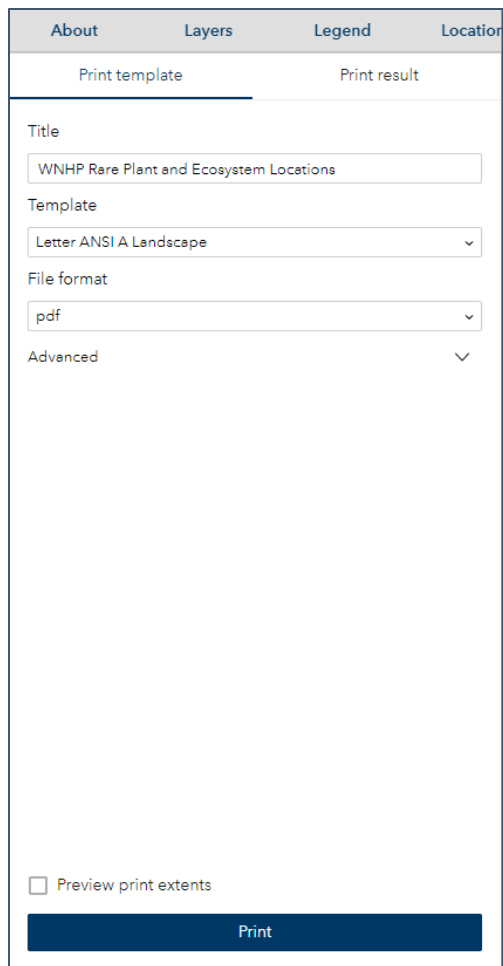 About Layers Legend Location
Print template Print result
Title
WNHP Rare Plant and Ecosystem Locations
Template
Letter ANSI A Landscape
File format
pdf
Advanced
Preview print extents
Print